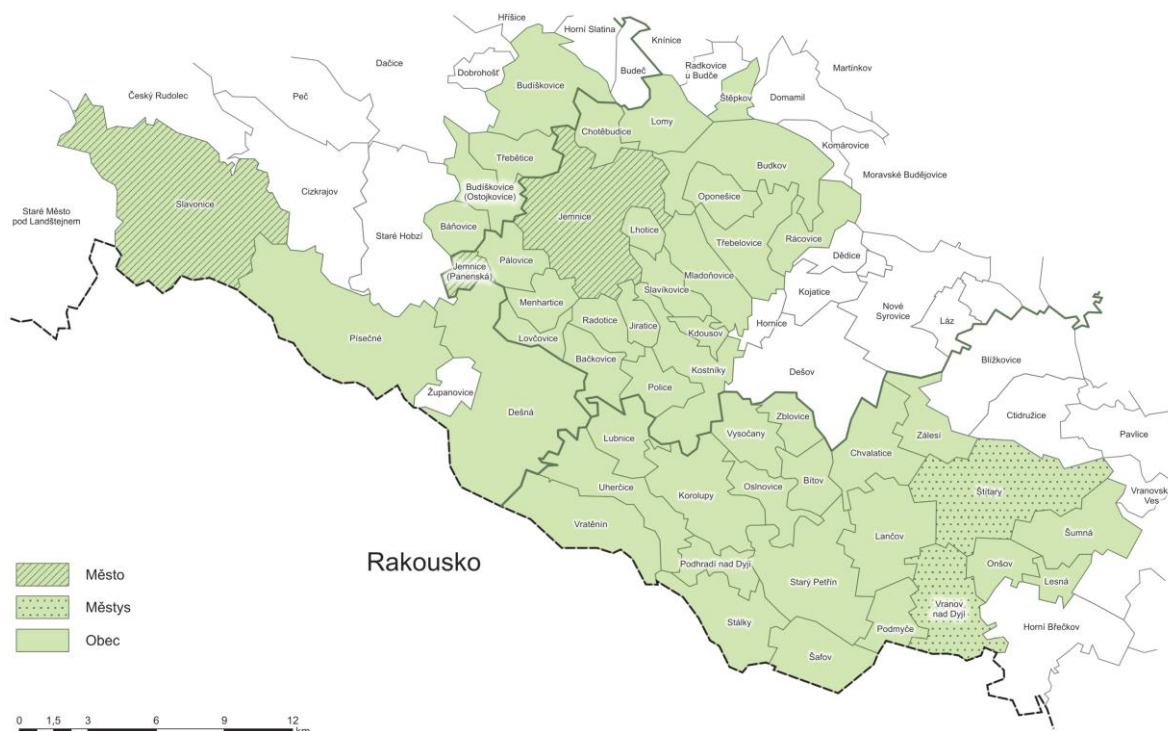 Hříšice
Horní Slatina
Knínice
Dačice
Dobrohošť
Budíškovice
Budeč
Radkovice
u Budče
Martínkov
Český Rudolec
Peč
Štěpkov
Domamil
Chotěbudice
Lomy
Komárovice
Třebětice
Budkov
Moravské Budějovice
Cizkrajov
Budíškovice
(Ostojkovice)
Oponešice
Slavonice
Staré Město
pod Landštejnem
Jemnice
Báňovice
Lhotice
Staré Hobzí
Třebelovice
Rácovice
Dědice
Pálovice
Jemnice
(Panenská)
Mladoňovice
Slavíkovice
Kojatice
Menhartice
Nové
Syrovice
Radotice
Jiratice
Hornice
Láz
Písečné
Lovčovice
Kdousov
Bačkovice
Kostníky
Dešov
Blížkovice
Police
Županovice
Dešná
Zblovice
Ctidružice
Lubnice
Vysočany
Zálesí
Pavlice
Chvalatice
Uherčice
Korolupy
Oslnovice
Bítov
Štítary
Vranovská
Ves
Vratěnín
Lančov
Šumná
Rakousko
Podhradí nad Dyjí
Onšov
Starý Petřín
Lesná
Vranov
nad Dyjí
Stálky
Podmyče
Horní Břečkov
Šafov
Město
Městys
Obec
0 1,5 3 6 9 12
km